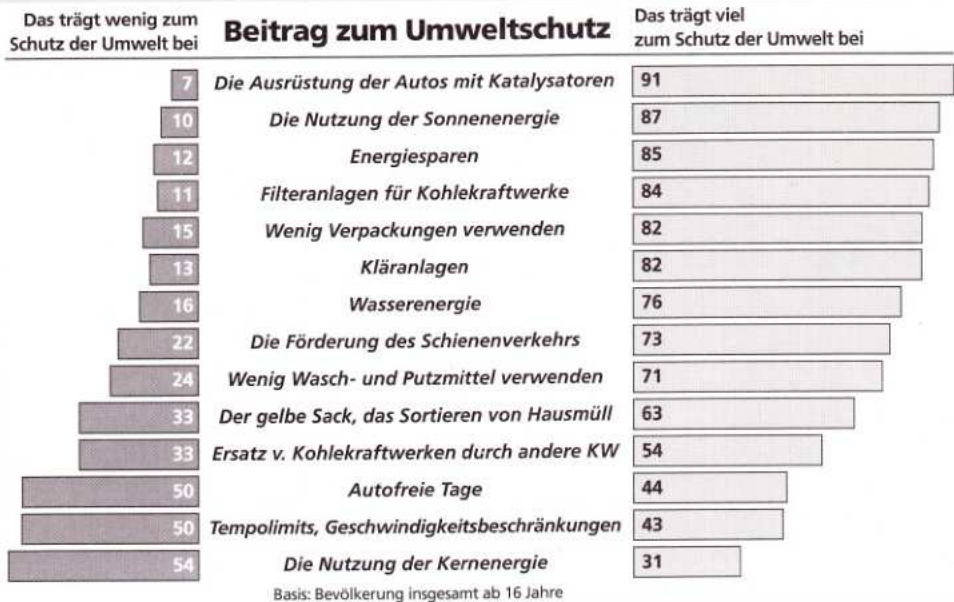 Das trägt wenig zum
Schutz der Umwelt bei
Beitrag zum Umweltschutz
Das trägt viel
zum Schutz der Umwelt bei
7 Die Ausrüstung der Autos mit Katalysatoren 91
10 Die Nutzung der Sonnenenergie 87
12 Energiesparen 85
11 Filteranlagen für Kohlekraftwerke 84
15 Wenig Verpackungen verwenden 82
13 Kläranlagen 82
16 Wasserenergie 76
22 Die Förderung des Schienenverkehrs 73
24 Wenig Wasch- und Putzmittel verwenden 71
33 Der gelbe Sack, das Sortieren von Hausmüll 63
33 Ersatz v. Kohlekraftwerken durch andere KW 54
50 Autofreie Tage 44
50 Tempolimits, Geschwindigkeitsbeschränkungen 43
54 Die Nutzung der Kernenergie 31
Basis: Bevölkerung insgesamt ab 16 Jahre